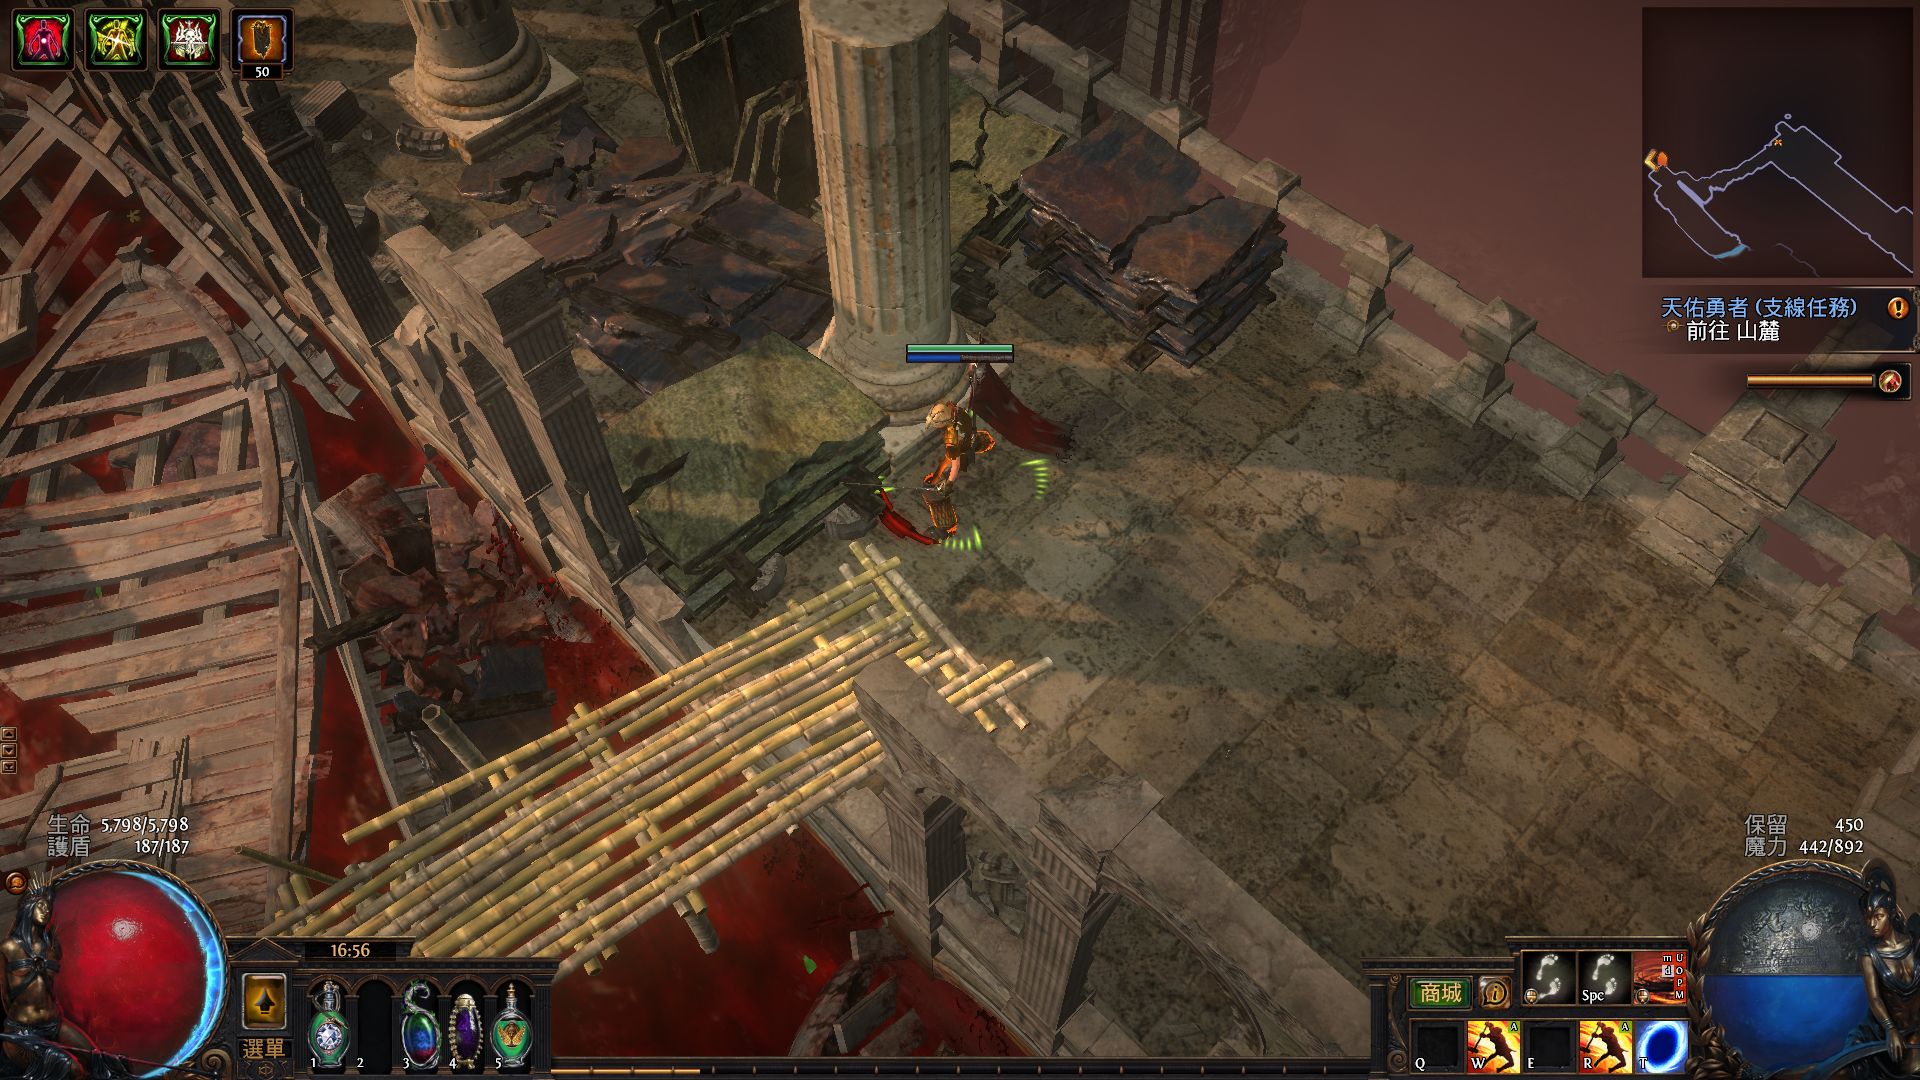 50
天佑勇者 (支線任務)
前往 山麓
生命 5,798/5,798
護盾 187/187
保留 450
魔力 442/892
16:56
選單
1 2 3 4 5
商城
Spc
m U
d O
P
M
Q W A E R A T